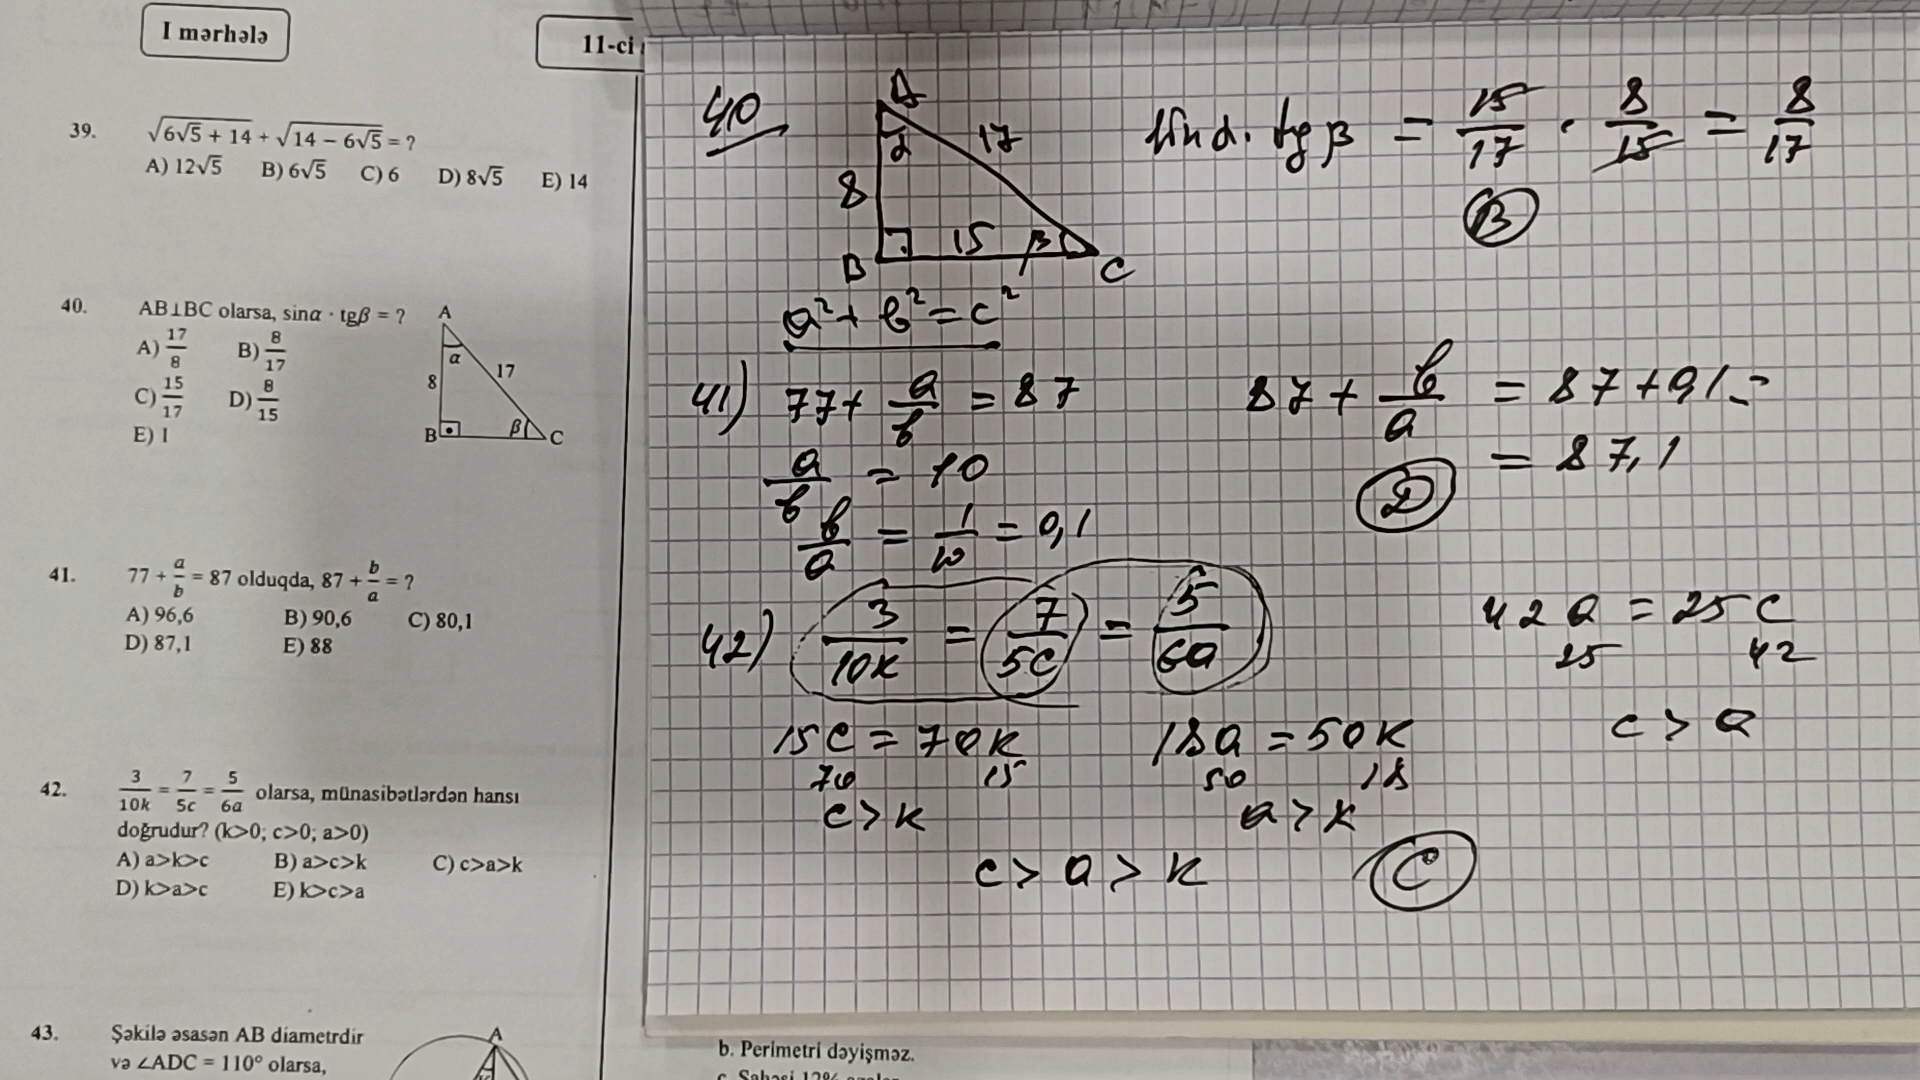 I mərhələ
11-ci
39. √(6√5 + 14) + √(14 − 6√5) = ?
A) 12√5 B) 6√5 C) 6 D) 8√5 E) 14
40. AB⊥BC olarsa, sinα · tgβ = ?
A) 17/8 B) 8/17
C) 15/17 D) 8/15
E) 1
A
α
17
8
B
β
C
41. 77 + a/b = 87 olduqda, 87 + b/a = ?
A) 96,6 B) 90,6 C) 80,1
D) 87,1 E) 88
42. 3/10k = 7/5c = 5/6a olarsa, münasibətlərdən hansı
doğrudur? (k>0; c>0; a>0)
A) a>k>c B) a>c>k C) c>a>k
D) k>a>c E) k>c>a
43. Şəkilə əsasən AB diametrdir
və ∠ADC = 110° olarsa,
A
40
A
α
17
8
15
β
B
C
sin α · tg β = 15/17 · 8/15 = 8/17
B
a² + b² = c²
41) 77 + a/b = 87
a/b = 10
b/a = 1/10 = 0,1
87 + b/a = 87 + 0,1 =
= 87,1
D
42) 3/10k = 7/5c = 5/6a
15c = 70k
70 15
c > k
18a = 50k
50 18
a > k
42a = 25c
25 42
c > a
c > a > k
C
b. Perimetri dəyişməz.